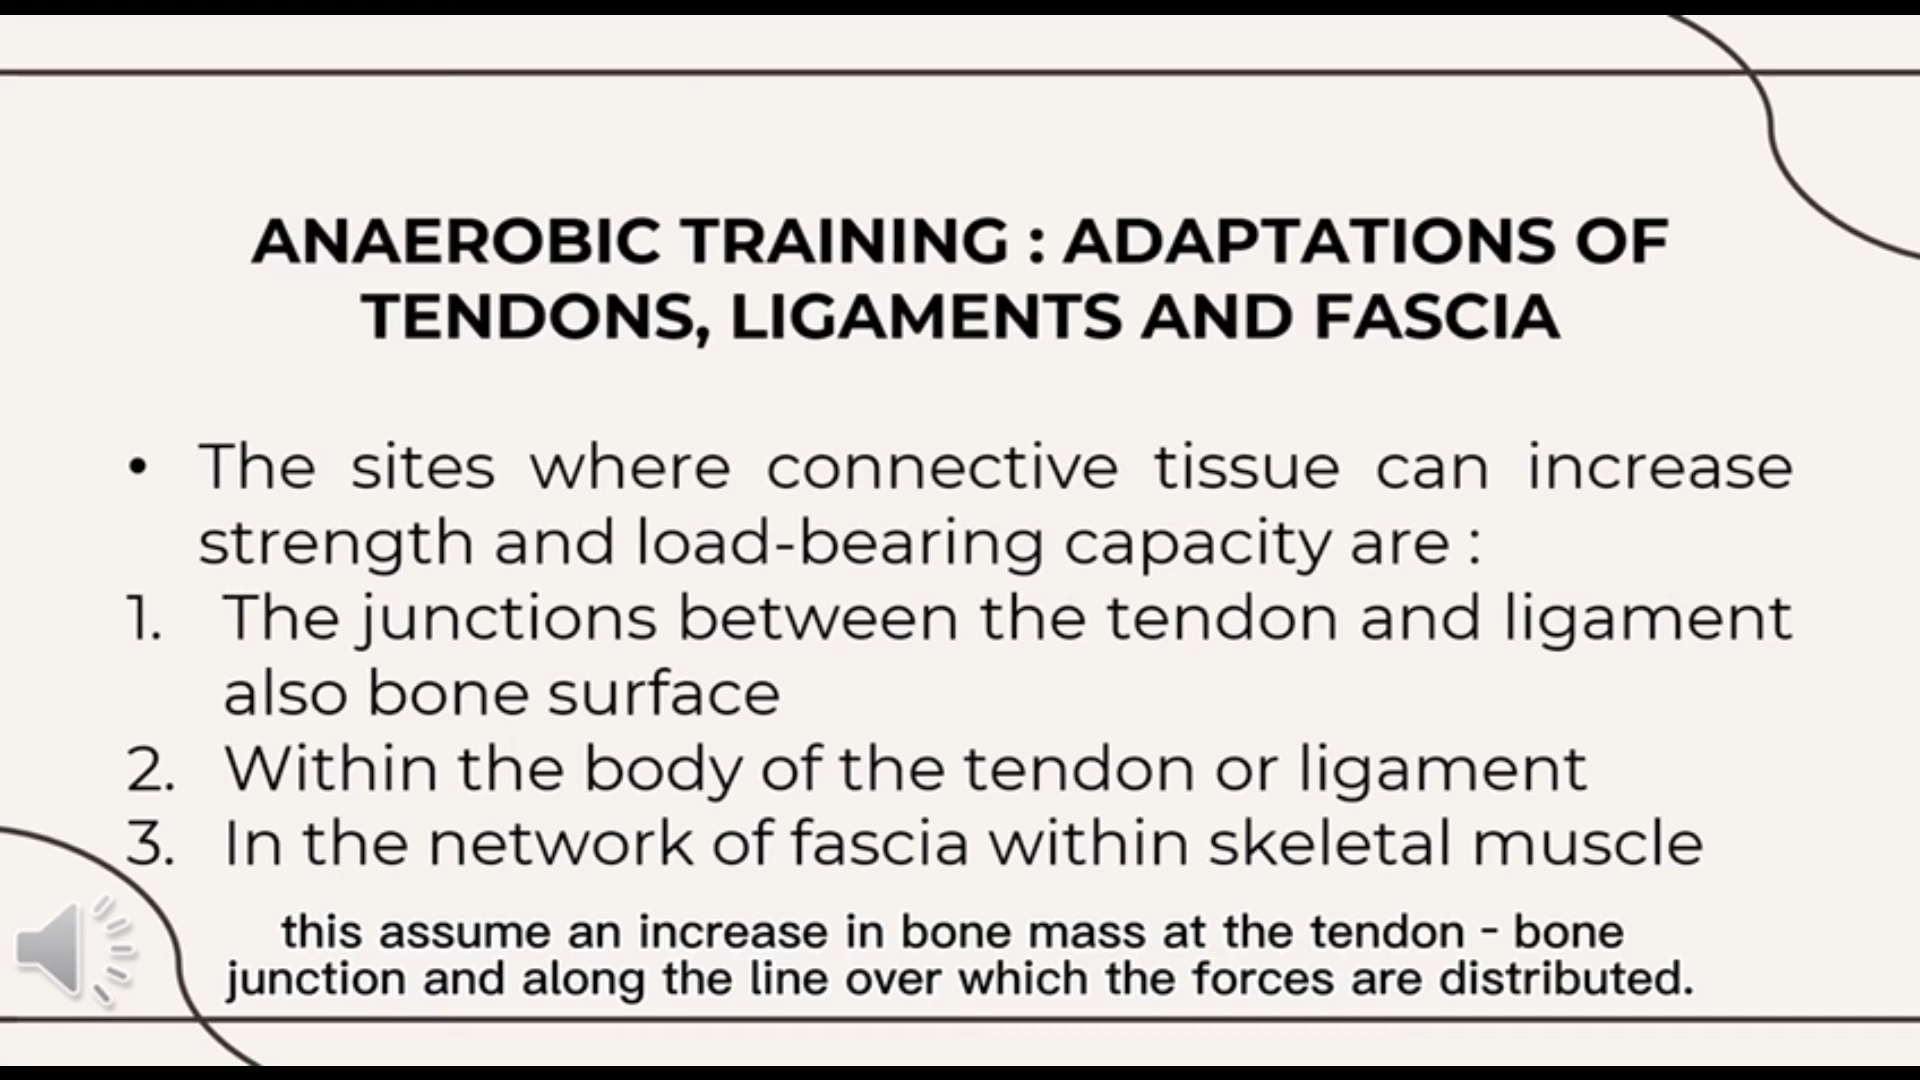 ANAEROBIC TRAINING : ADAPTATIONS OF
TENDONS, LIGAMENTS AND FASCIA
• The sites where connective tissue can increase
strength and load-bearing capacity are :
1. The junctions between the tendon and ligament
also bone surface
2. Within the body of the tendon or ligament
3. In the network of fascia within skeletal muscle
this assume an increase in bone mass at the tendon - bone
junction and along the line over which the forces are distributed.